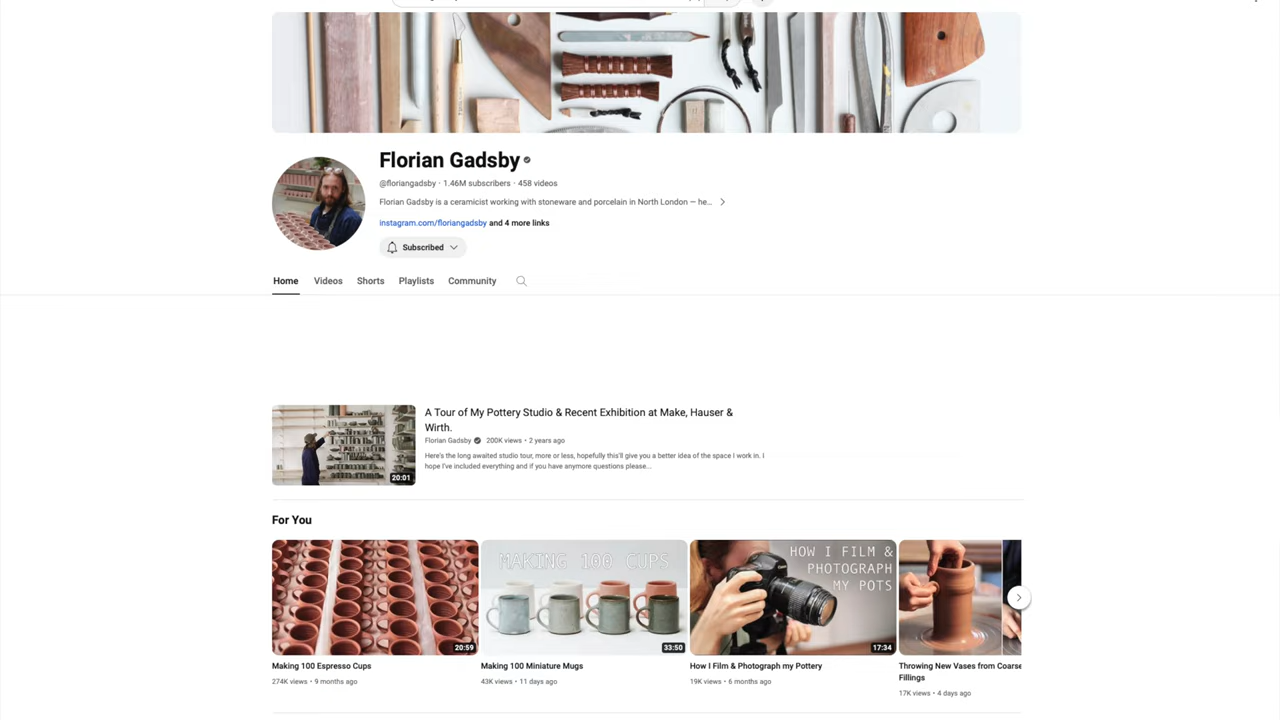 Florian Gadsby
@floriangadsby · 1.46M subscribers · 458 videos
Florian Gadsby is a ceramicist working with stoneware and porcelain in North London — he...
instagram.com/floriangadsby and 4 more links
Subscribed
Home Videos Shorts Playlists Community
20:01
A Tour of My Pottery Studio & Recent Exhibition at Make, Hauser &
Wirth.
Florian Gadsby 200K views • 2 years ago
Here's the long awaited studio tour, more or less, hopefully this'll give you a better idea of the space I work in. I
hope I've included everything and if you have anymore questions please...
For You
20:59
MAKING 100 CUPS
33:50
HOW I FILM &
PHOTOGRAPH
MY POTS
17:34
Making 100 Espresso Cups
274K views • 9 months ago
Making 100 Miniature Mugs
43K views • 11 days ago
How I Film & Photograph my Pottery
19K views • 6 months ago
Throwing New Vases from Coarse
Fillings
17K views • 4 days ago